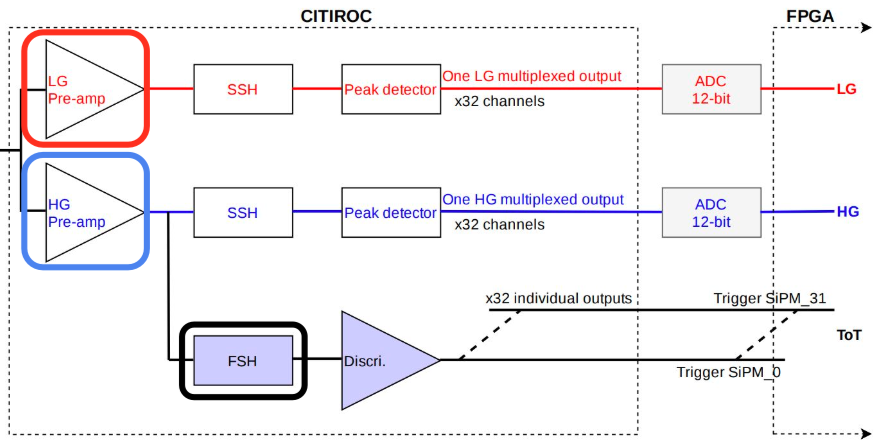 CITIROC
FPGA
LG
Pre-amp
SSH
Peak detector
One LG multiplexed output
x32 channels
ADC
12-bit
LG
HG
Pre-amp
SSH
Peak detector
One HG multiplexed output
x32 channels
ADC
12-bit
HG
x32 individual outputs
Trigger SiPM_31
FSH
Discri.
ToT
Trigger SiPM_0